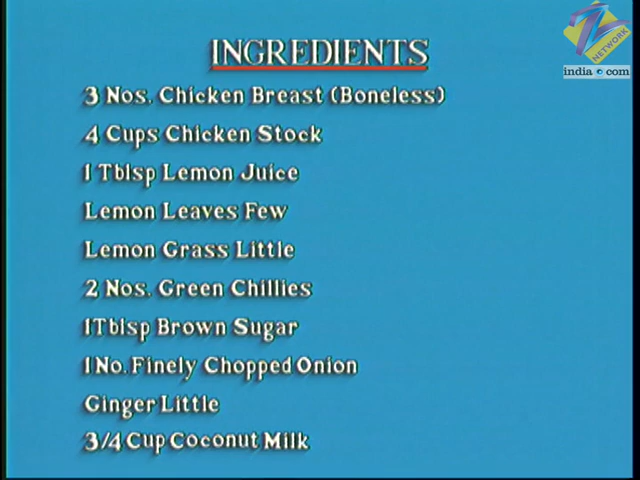 INGREDIENTS
3 Nos. Chicken Breast (Boneless)
4 Cups Chicken Stock
1 Tblsp Lemon Juice
Lemon Leaves Few
Lemon Grass Little
2 Nos. Green Chillies
1Tblsp Brown Sugar
1No. Finely Chopped Onion
Ginger Little
3/4 Cup Coconut Milk
Z
NETWORK
india.com